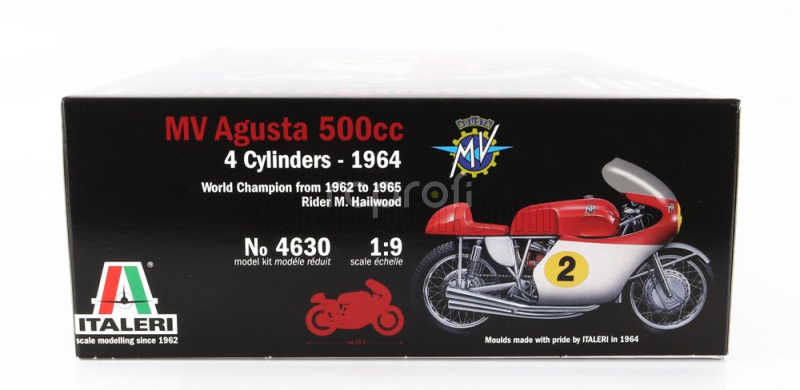 MV Agusta 500cc
4 Cylinders - 1964
World Champion from 1962 to 1965
Rider M. Hailwood
No 4630
model kit modéle réduit
1:9
scale échelle
AGUSTA
MV
2
ITALERI
scale modelling since 1962
Moulds made with pride by ITALERI in 1964